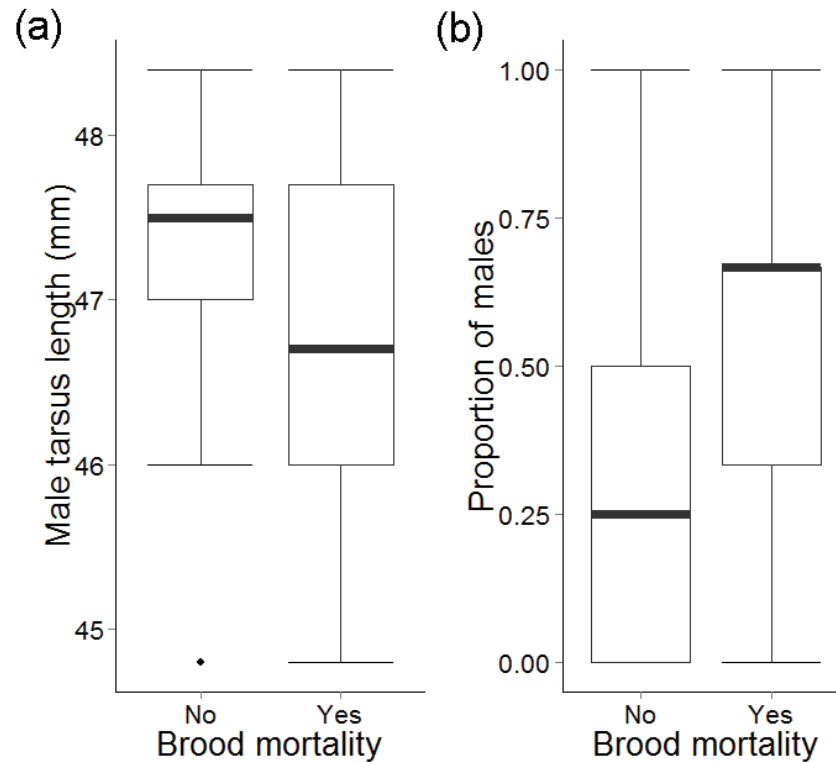 (a)
Male tarsus length (mm)
48
47
46
45
No
Yes
Brood mortality
(b)
Proportion of males
1.00
0.75
0.50
0.25
0.00
No
Yes
Brood mortality